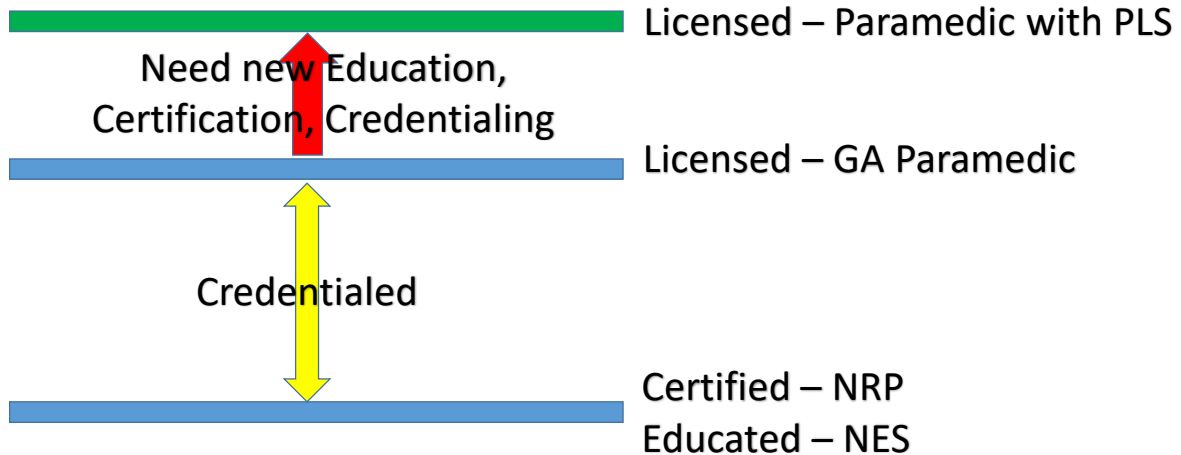 Licensed – Paramedic with PLS
Need new Education,
Certification, Credentialing
Licensed – GA Paramedic
Credentialed
Certified – NRP
Educated – NES